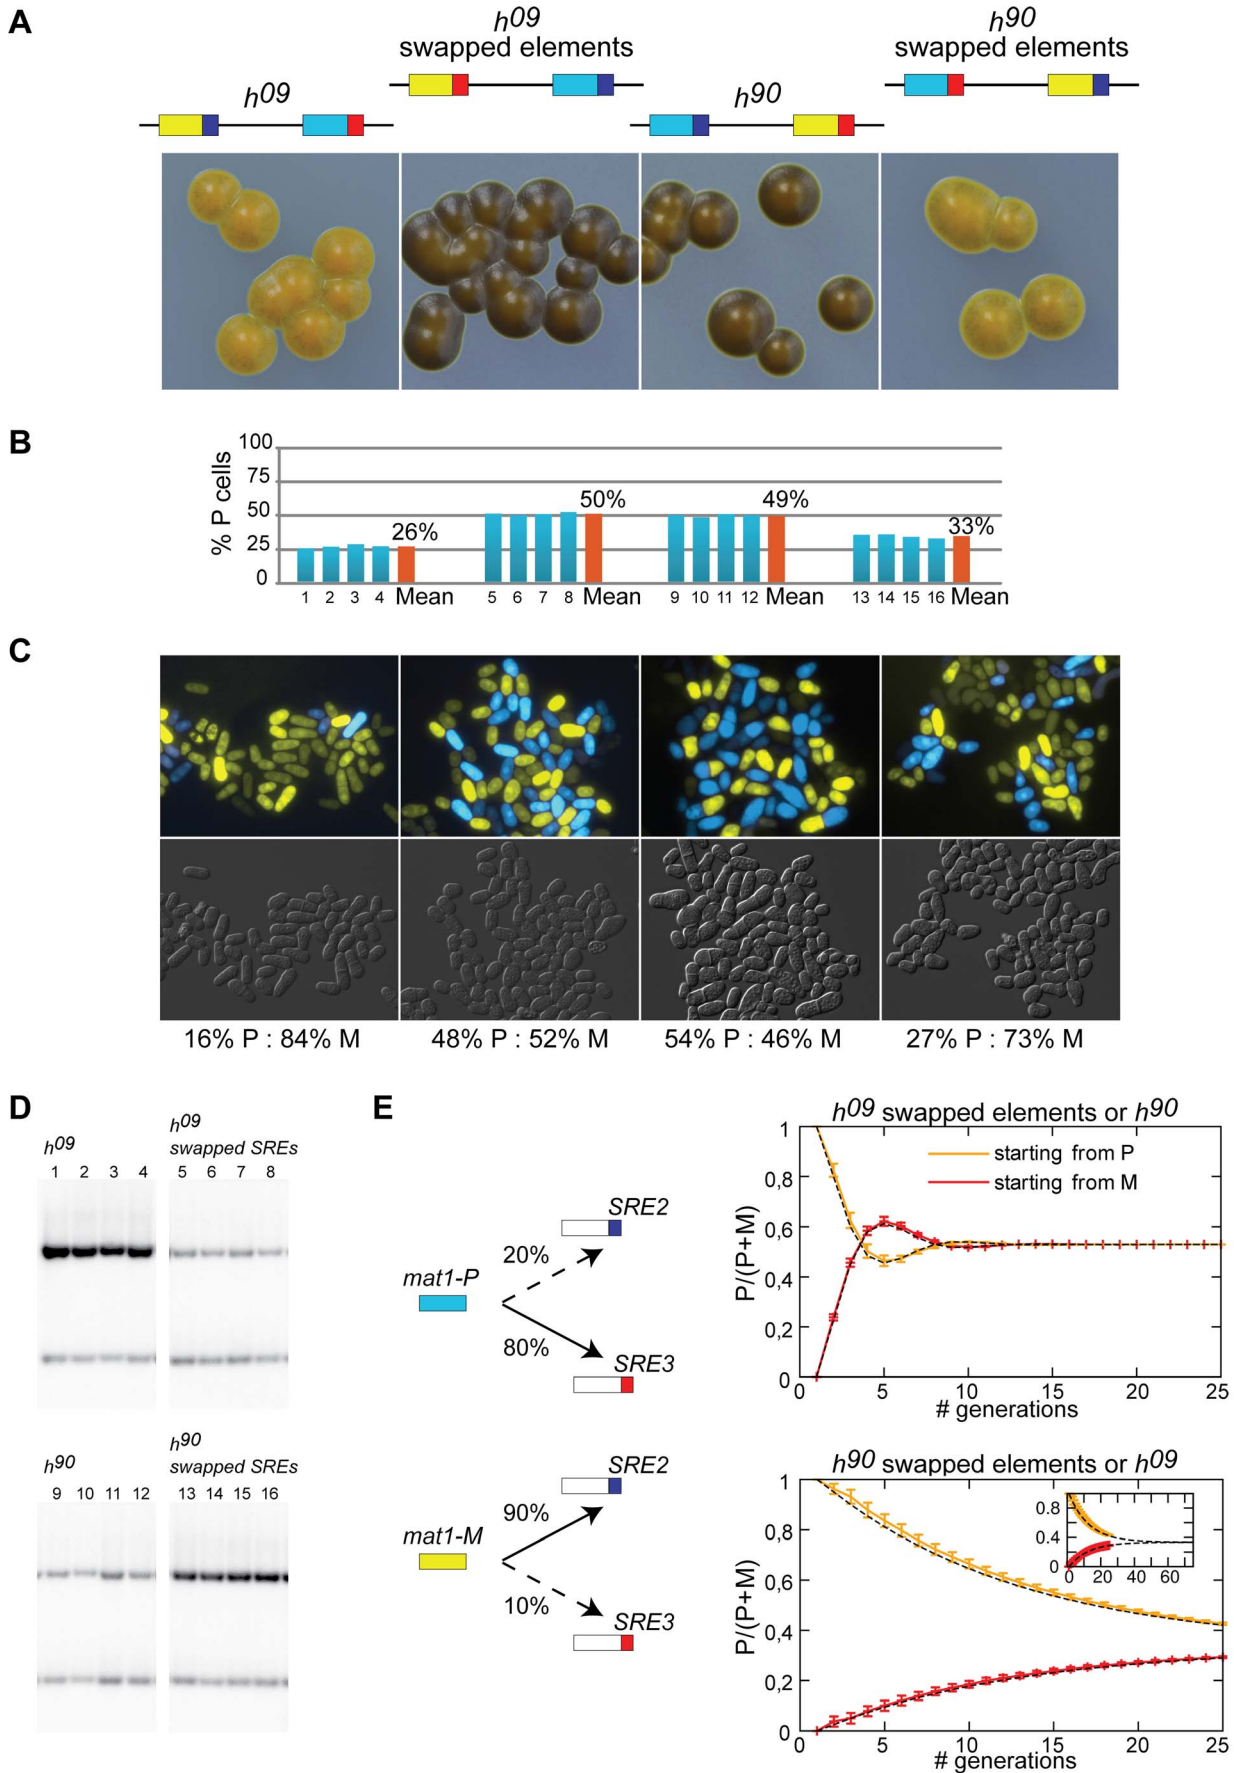 A
h09
swapped elements
h90
swapped elements
h09
h90
B
% P cells
100
75
50
25
0
26%
50%
49%
33%
1 2 3 4 Mean
5 6 7 8 Mean
9 10 11 12 Mean
13 14 15 16 Mean
C
16% P : 84% M
48% P : 52% M
54% P : 46% M
27% P : 73% M
D
h09
1 2 3 4
h09
swapped SREs
5 6 7 8
h90
9 10 11 12
h90
swapped SREs
13 14 15 16
E
mat1-P
20%
SRE2
80%
SRE3
mat1-M
90%
SRE2
10%
SRE3
h09 swapped elements or h90
starting from P
starting from M
P/(P+M)
1
0,8
0,6
0,4
0,2
0
0 5 10 15 20 25
# generations
h90 swapped elements or h09
P/(P+M)
1
0,8
0,6
0,4
0,2
0
0.8
0.4
0
0 20 40 60
0 5 10 15 20 25
# generations